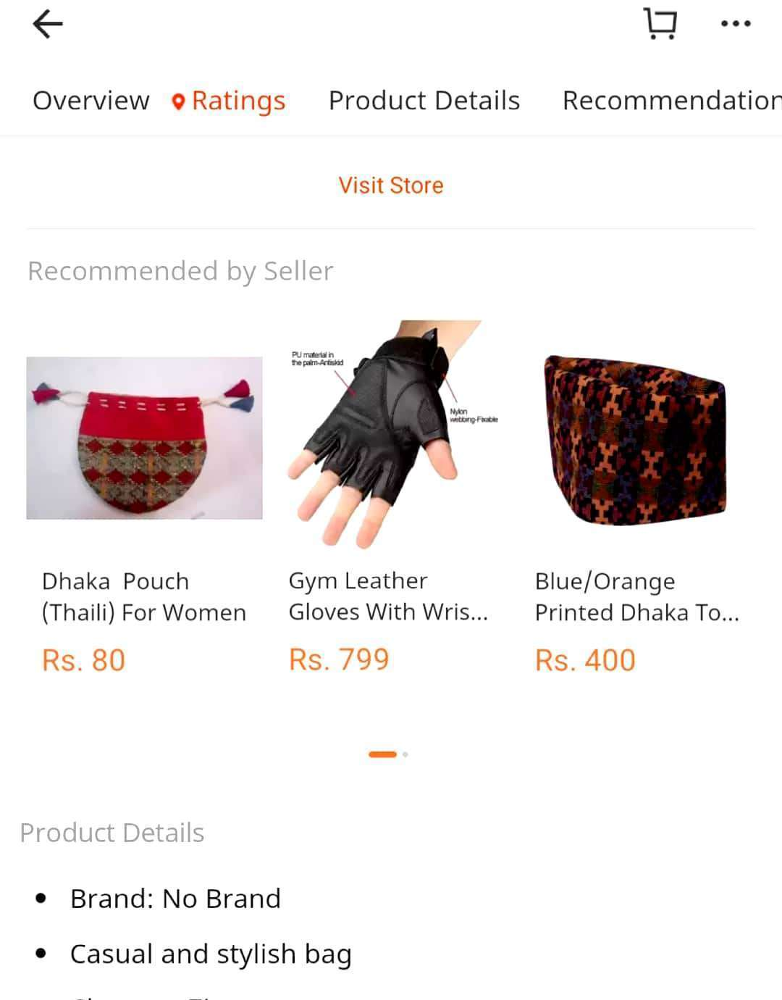 Overview Ratings Product Details Recommendation
Visit Store
Recommended by Seller
PU material in
the palm-Antiskid
Nylon
webbing-Fixable
Dhaka Pouch
(Thaili) For Women
Rs. 80
Gym Leather
Gloves With Wris...
Rs. 799
Blue/Orange
Printed Dhaka To...
Rs. 400
Product Details
• Brand: No Brand
• Casual and stylish bag